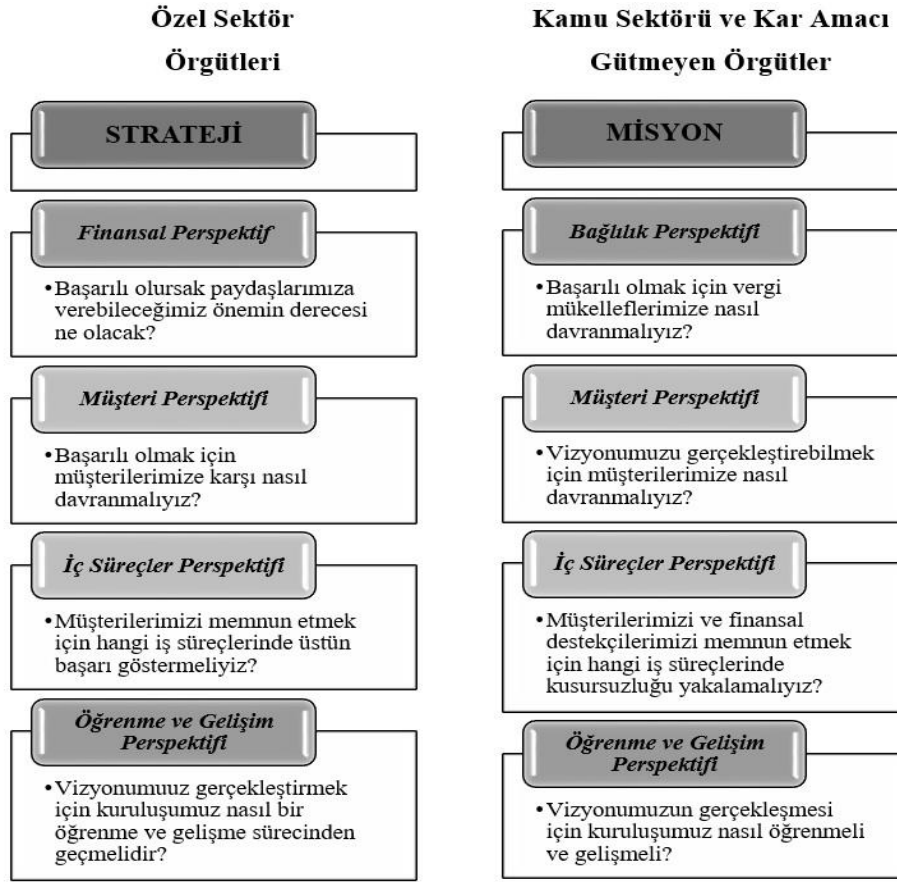 Özel Sektör
Örgütleri
STRATEJİ
Finansal Perspektif
•Başarılı olursak paydaşlarımıza
verebileceğimiz önemin derecesi
ne olacak?
Müşteri Perspektifi
•Başarılı olmak için
müşterilerimize karşı nasıl
davranmalıyız?
İç Süreçler Perspektifi
•Müşterilerimizi memnun etmek
için hangi iş süreçlerinde üstün
başarı göstermeliyiz?
Öğrenme ve Gelişim
Perspektifi
•Vizyonumuuz gerçekleştirmek
için kuruluşumuz nasıl bir
öğrenme ve gelişme sürecinden
geçmelidir?
Kamu Sektörü ve Kar Amacı
Gütmeyen Örgütler
MİSYON
Bağlılık Perspektifi
•Başarılı olmak için vergi
mükelleflerimize nasıl
davranmalıyız?
Müşteri Perspektifi
•Vizyonumuzu gerçekleştirebilmek
için müşterilerimize nasıl
davranmalıyız?
İç Süreçler Perspektifi
•Müşterilerimizi ve finansal
destekçilerimizi memnun etmek
için hangi iş süreçlerinde
kusursuzluğu yakalamalıyız?
Öğrenme ve Gelişim
Perspektifi
•Vizyonumuzun gerçekleşmesi
için kuruluşumuz nasıl öğrenmeli
ve gelişmeli?